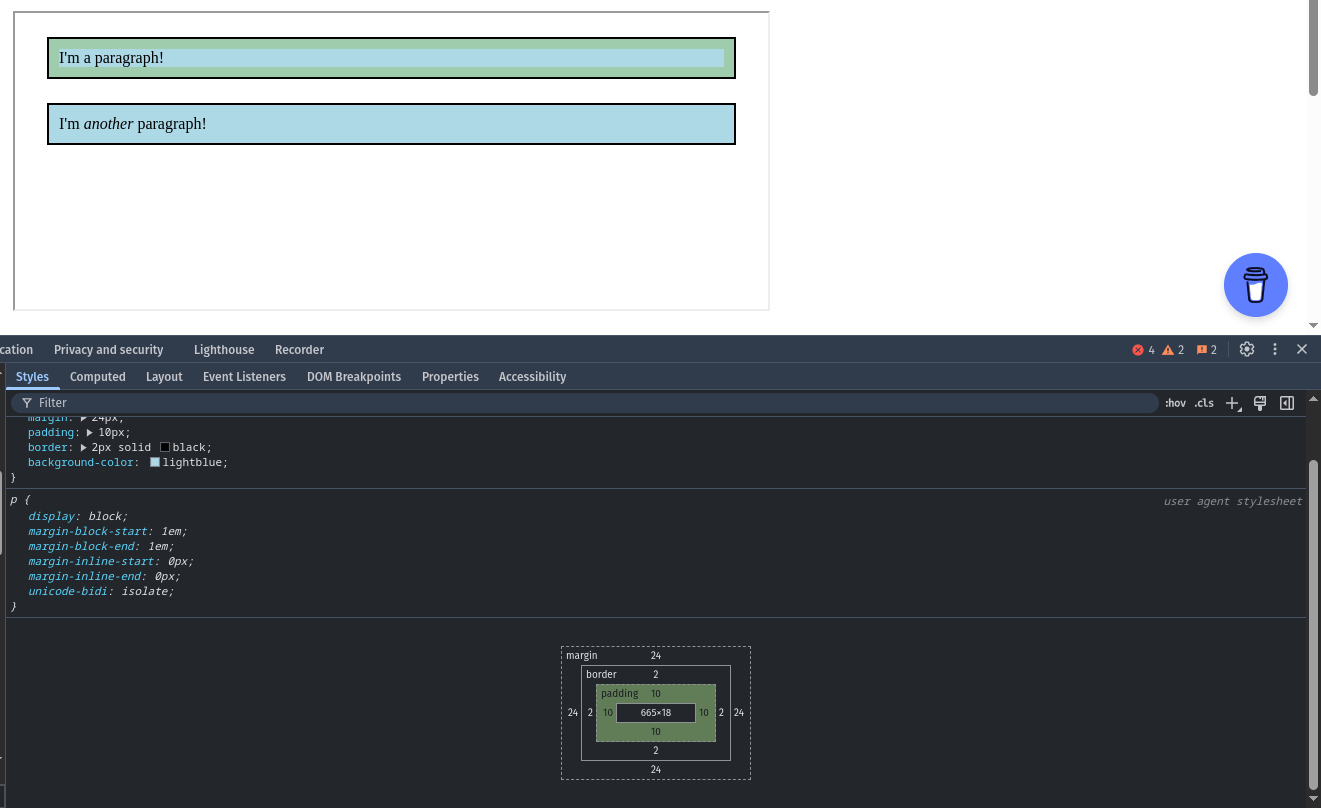 I'm a paragraph!
I'm another paragraph!
cation Privacy and security Lighthouse Recorder 4 2 2
Styles Computed Layout Event Listeners DOM Breakpoints Properties Accessibility
Filter :hov .cls
margin: 24px;
padding: 10px;
border: 2px solid black;
background-color: lightblue;
}
p { user agent stylesheet
display: block;
margin-block-start: 1em;
margin-block-end: 1em;
margin-inline-start: 0px;
margin-inline-end: 0px;
unicode-bidi: isolate;
}
margin 24
border 2
padding 10
24 2 10 665×18 10 2 24
10
2
24